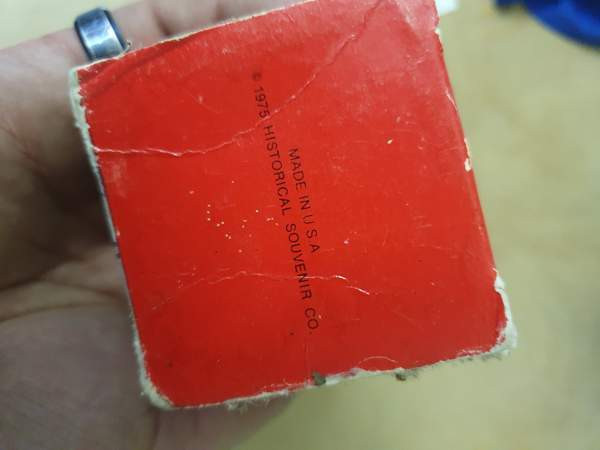 MADE IN U S A
© 1975 HISTORICAL SOUVENIR CO.